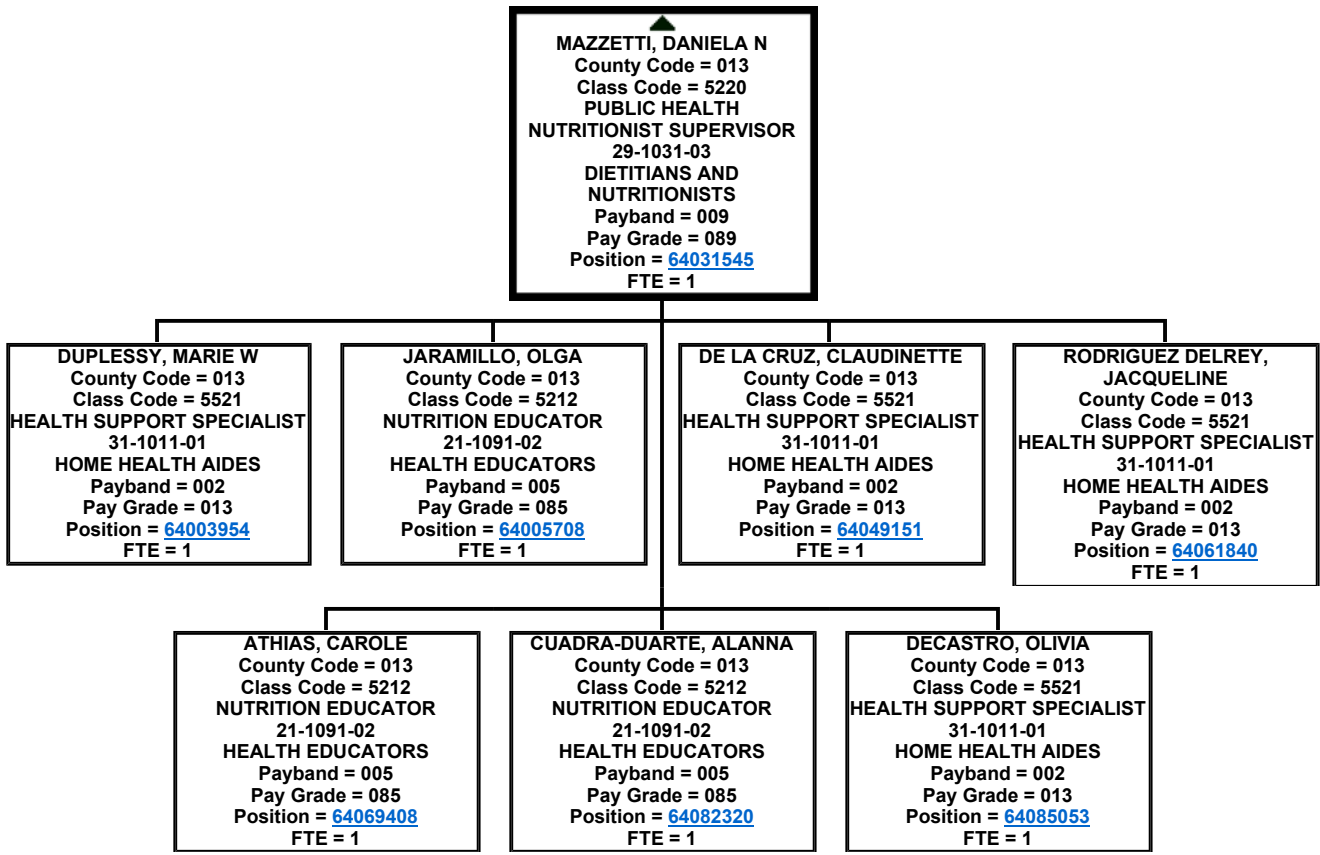 MAZZETTI, DANIELA N
County Code = 013
Class Code = 5220
PUBLIC HEALTH
NUTRITIONIST SUPERVISOR
29-1031-03
DIETITIANS AND
NUTRITIONISTS
Payband = 009
Pay Grade = 089
Position = 64031545
FTE = 1
DUPLESSY, MARIE W
County Code = 013
Class Code = 5521
HEALTH SUPPORT SPECIALIST
31-1011-01
HOME HEALTH AIDES
Payband = 002
Pay Grade = 013
Position = 64003954
FTE = 1
JARAMILLO, OLGA
County Code = 013
Class Code = 5212
NUTRITION EDUCATOR
21-1091-02
HEALTH EDUCATORS
Payband = 005
Pay Grade = 085
Position = 64005708
FTE = 1
DE LA CRUZ, CLAUDINETTE
County Code = 013
Class Code = 5521
HEALTH SUPPORT SPECIALIST
31-1011-01
HOME HEALTH AIDES
Payband = 002
Pay Grade = 013
Position = 64049151
FTE = 1
RODRIGUEZ DELREY,
JACQUELINE
County Code = 013
Class Code = 5521
HEALTH SUPPORT SPECIALIST
31-1011-01
HOME HEALTH AIDES
Payband = 002
Pay Grade = 013
Position = 64061840
FTE = 1
ATHIAS, CAROLE
County Code = 013
Class Code = 5212
NUTRITION EDUCATOR
21-1091-02
HEALTH EDUCATORS
Payband = 005
Pay Grade = 085
Position = 64069408
FTE = 1
CUADRA-DUARTE, ALANNA
County Code = 013
Class Code = 5212
NUTRITION EDUCATOR
21-1091-02
HEALTH EDUCATORS
Payband = 005
Pay Grade = 085
Position = 64082320
FTE = 1
DECASTRO, OLIVIA
County Code = 013
Class Code = 5521
HEALTH SUPPORT SPECIALIST
31-1011-01
HOME HEALTH AIDES
Payband = 002
Pay Grade = 013
Position = 64085053
FTE = 1